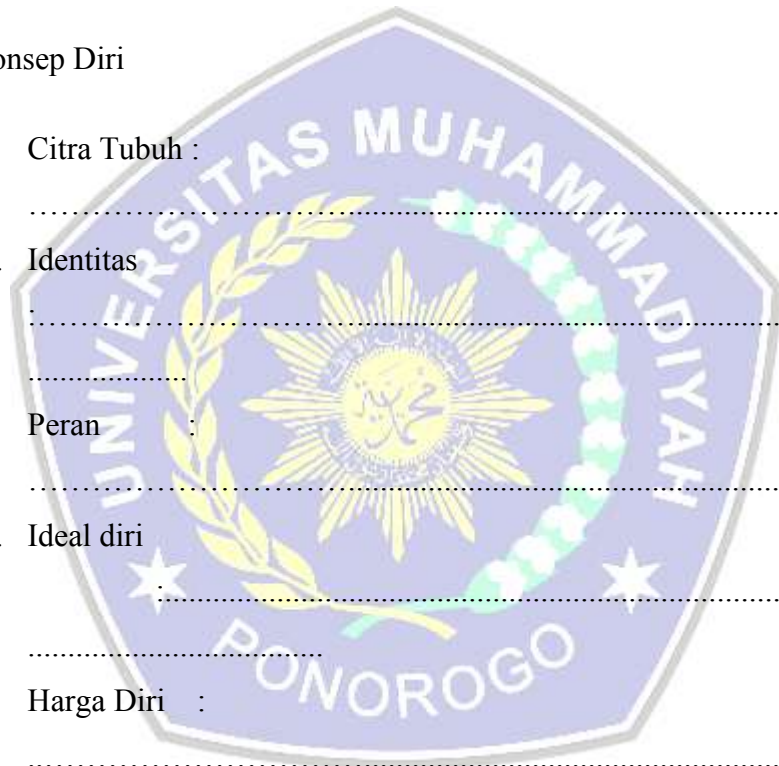 onsep Diri
Citra Tubuh :
…………………………...............................................................
. Identitas
:…………………………...............................................................
...................
Peran :
…………………………...............................................................
. Ideal diri
:...........................................................................
....................................
Harga Diri :
…………………………...............................................................
UNIVERSITAS MUHAMMADIYAH
PONOROGO